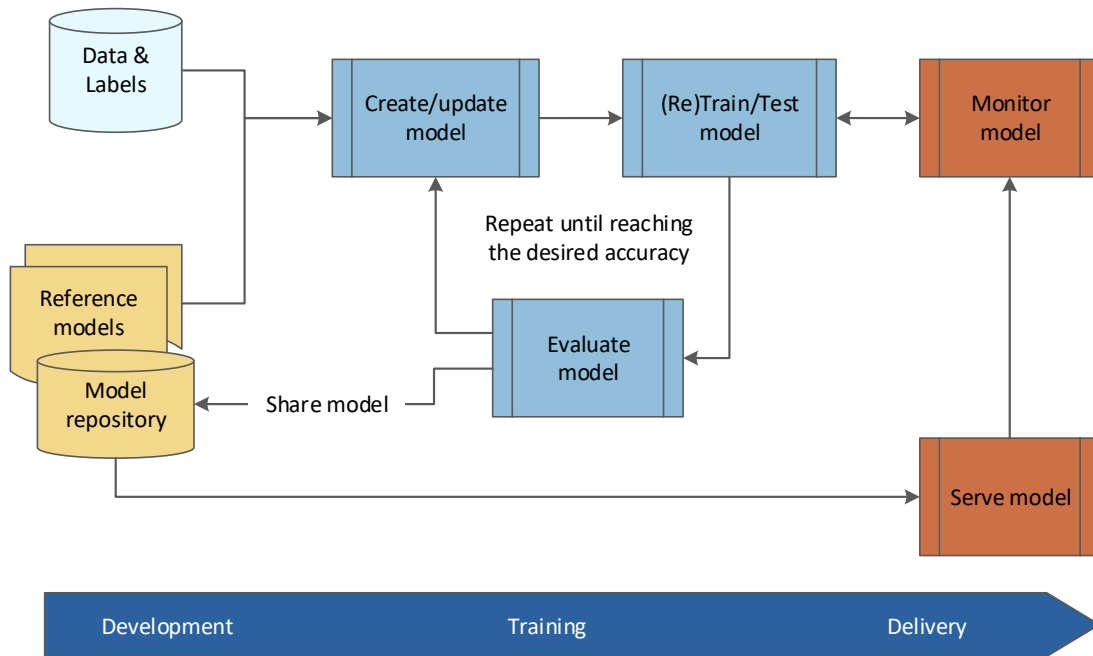 Data &
Labels
Create/update
model
(Re)Train/Test
model
Monitor
model
Repeat until reaching
the desired accuracy
Reference
models
Evaluate
model
Model
repository
Share model
Serve model
Development
Training
Delivery